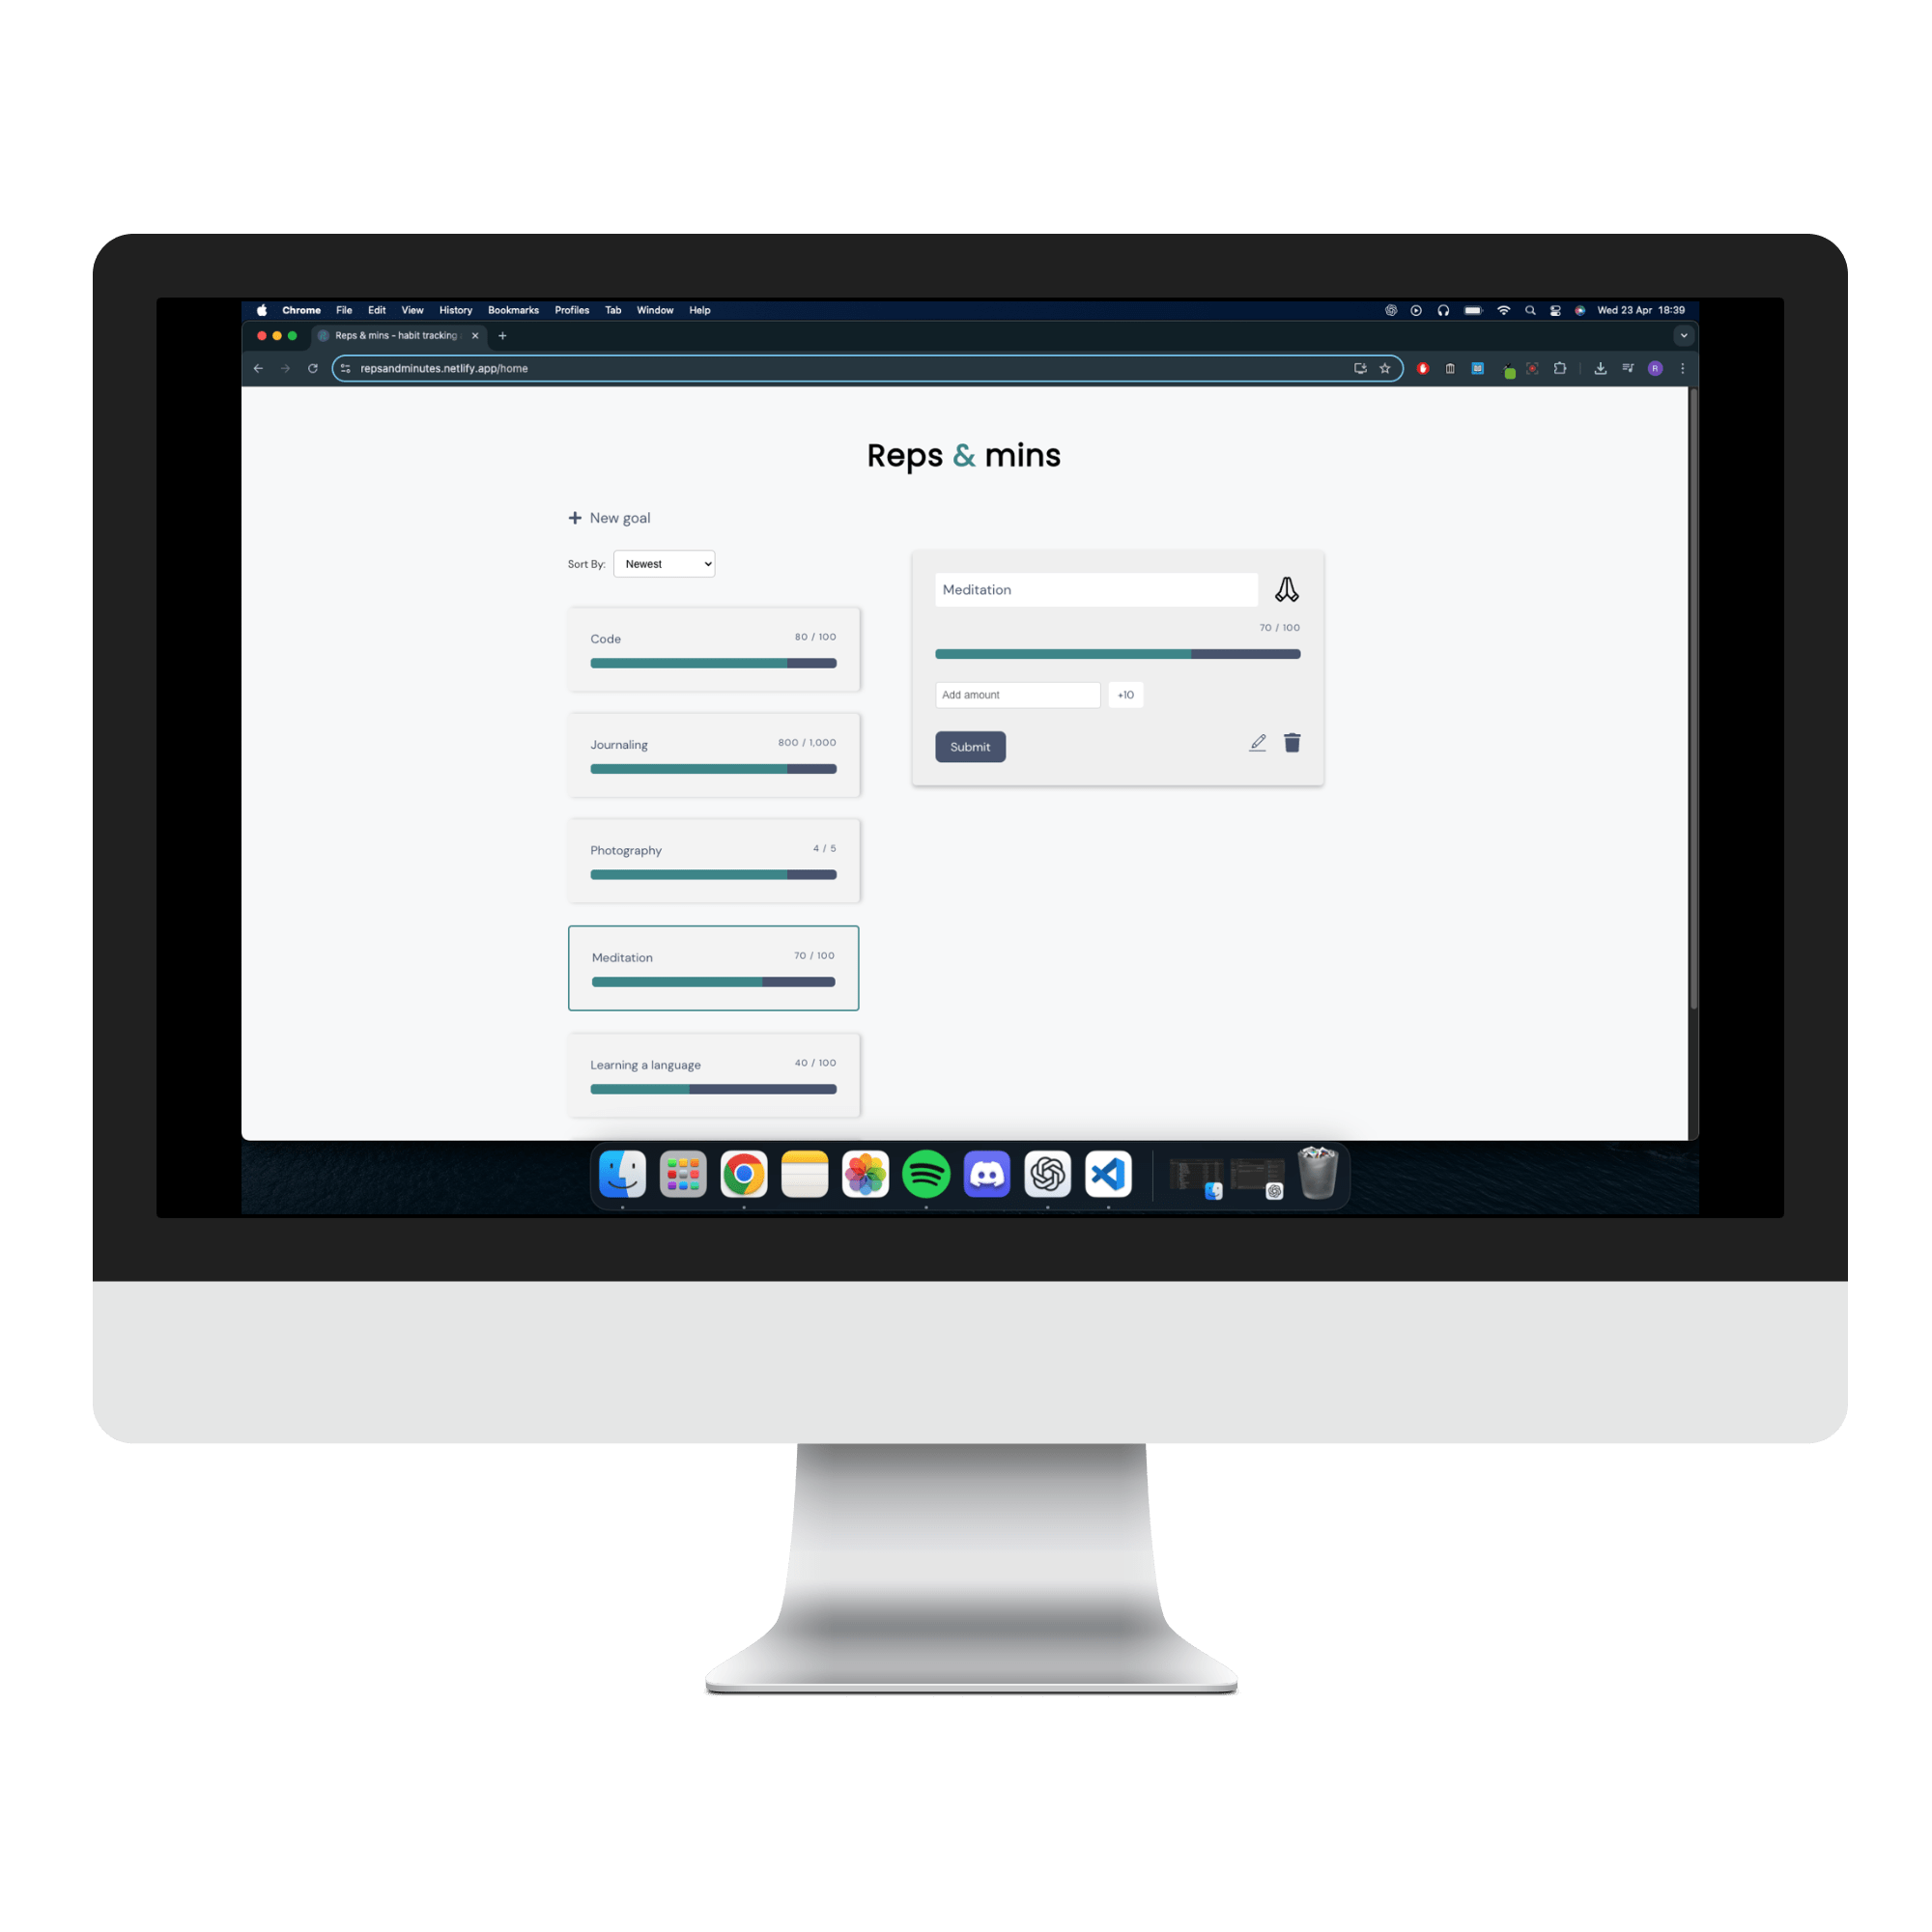 Chrome File Edit View History Bookmarks Profiles Tab Window Help
Wed 23 Apr 18:39
Reps & mins - habit tracking
repsandminutes.netlify.app/home
R
Reps & mins
New goal
Sort By: Newest
Code 80 / 100
Journaling 800 / 1,000
Photography 4 / 5
Meditation 70 / 100
Learning a language 40 / 100
Meditation
70 / 100
Add amount +10
Submit